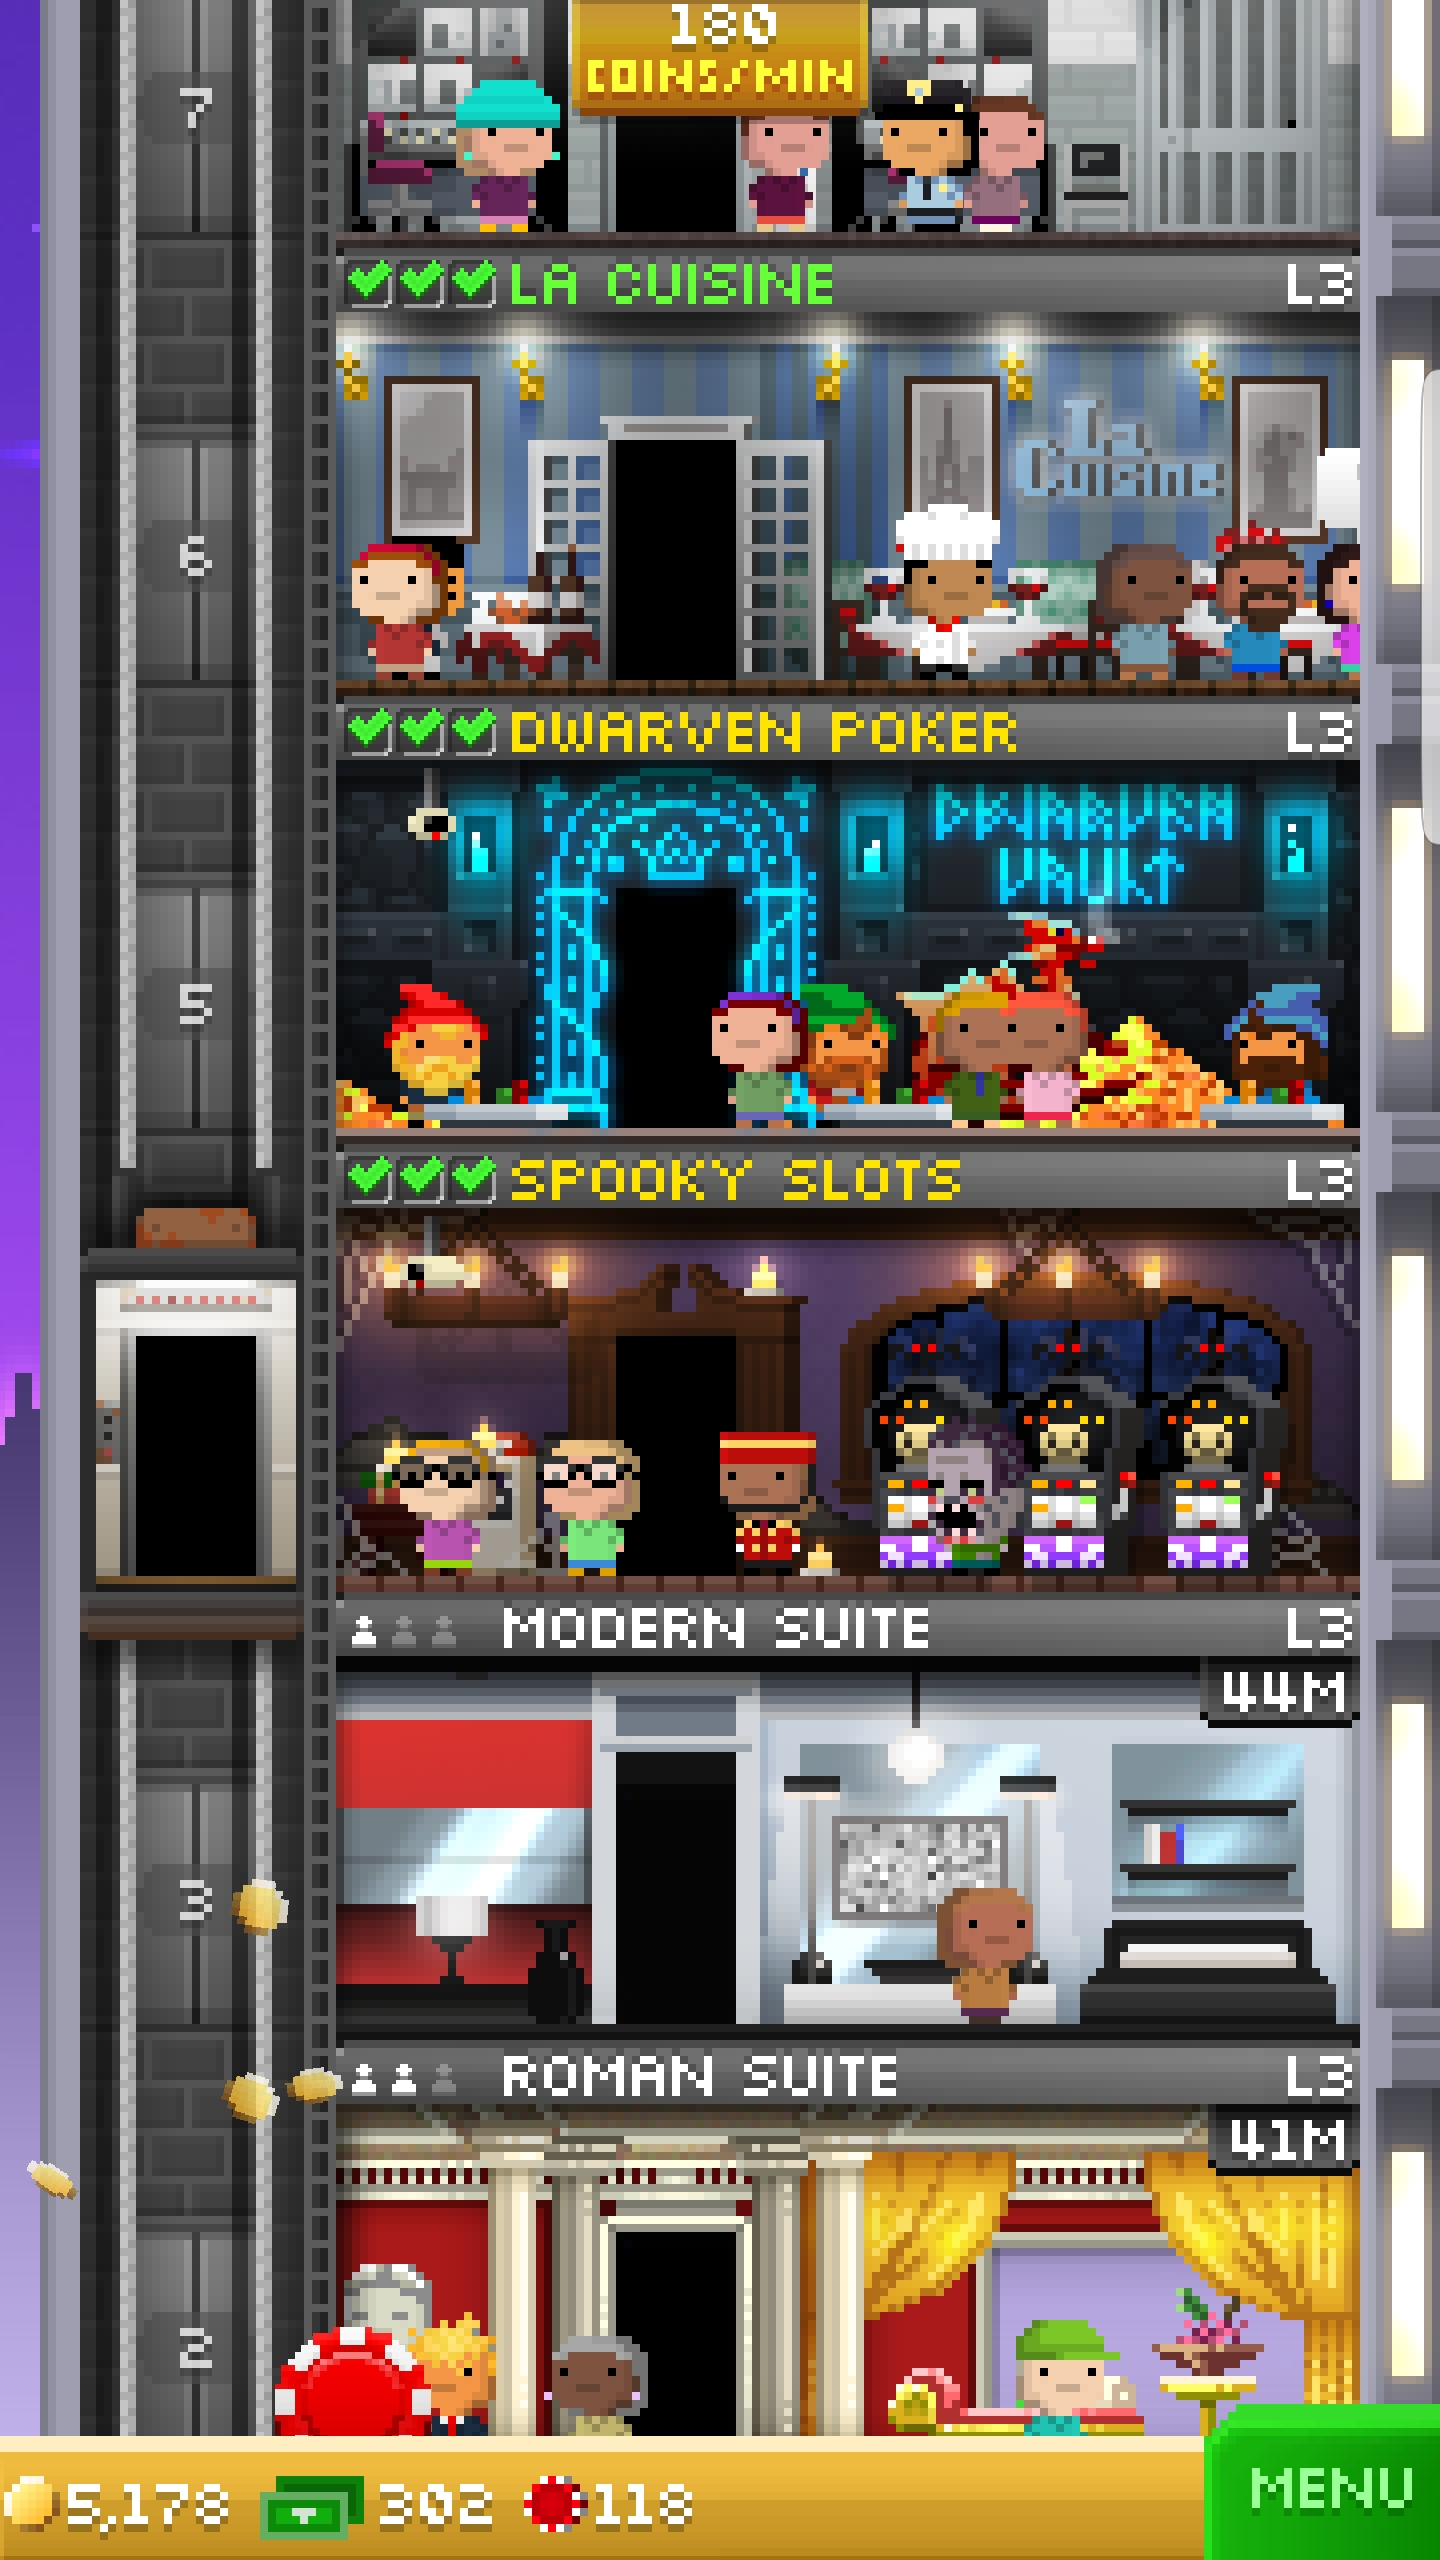 180
COINS/MIN
7
LA CUISINE L3
La
Cuisine
6
DWARVEN POKER L3
DWARVEN
VAULT
5
SPOOKY SLOTS L3
MODERN SUITE L3
44M
3
ROMAN SUITE L3
41M
2
5,178 302 118
MENU